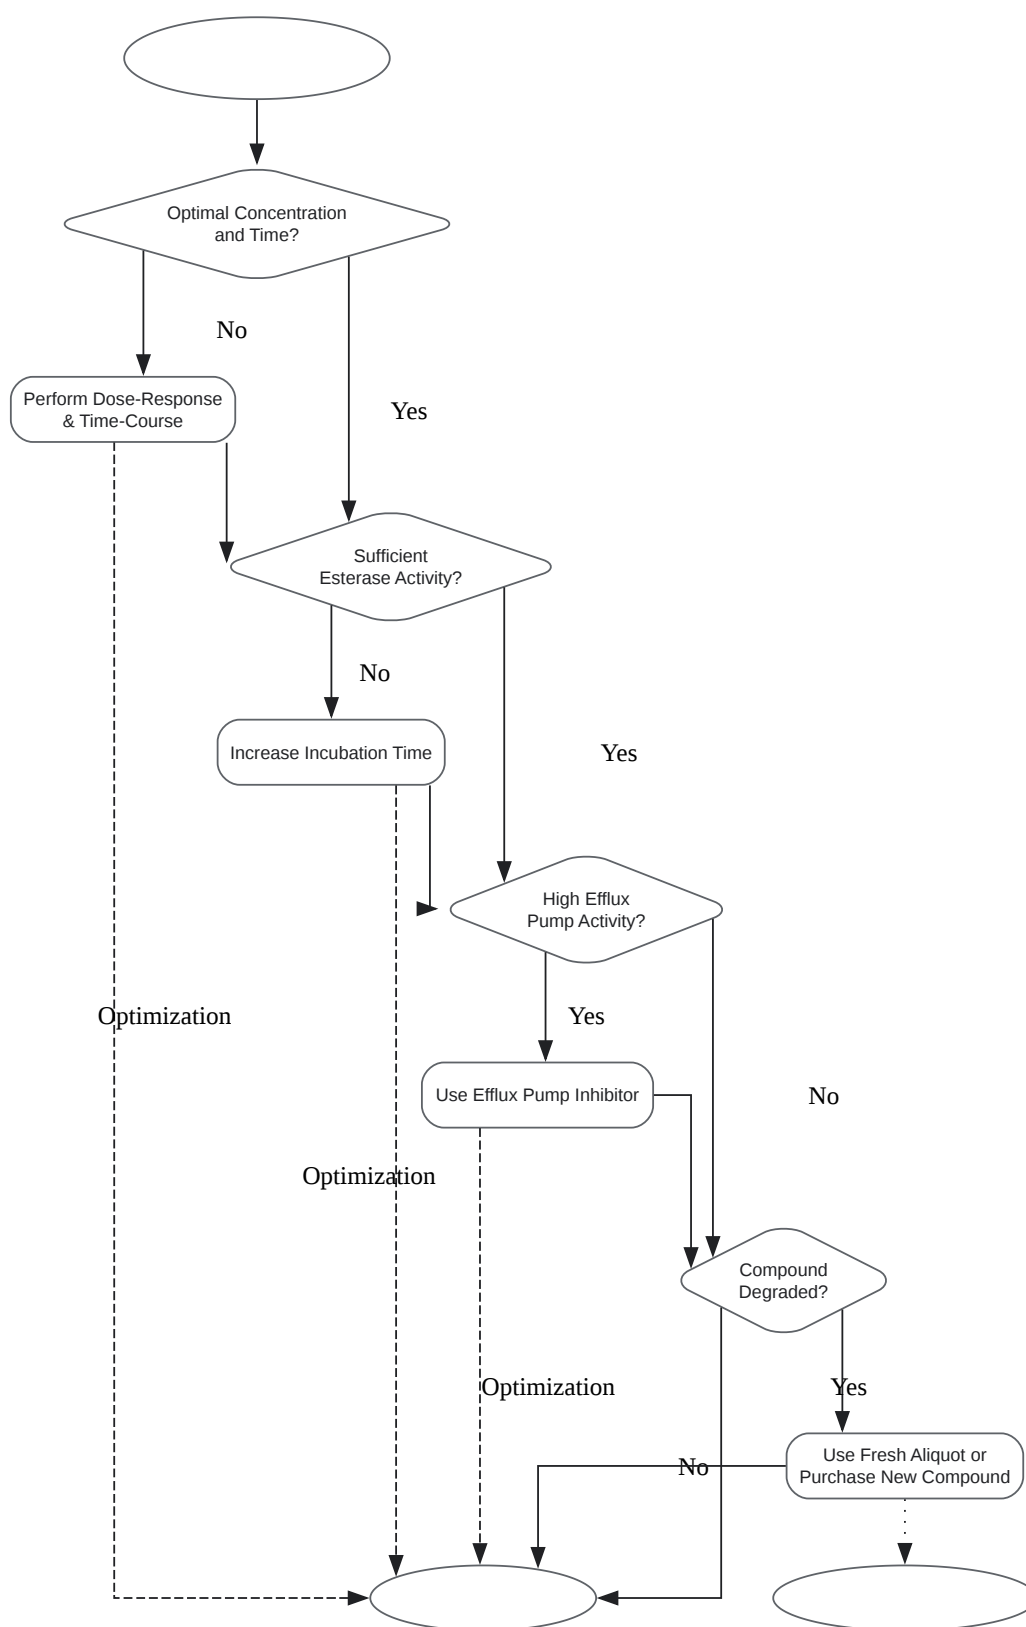 Optimal Concentration
and Time?
No
Perform Dose-Response
& Time-Course
Yes
Sufficient
Esterase Activity?
No
Increase Incubation Time
Yes
High Efflux
Pump Activity?
Optimization
Yes
Use Efflux Pump Inhibitor
No
Optimization
Compound
Degraded?
Optimization
Yes
Use Fresh Aliquot or
Purchase New Compound
No